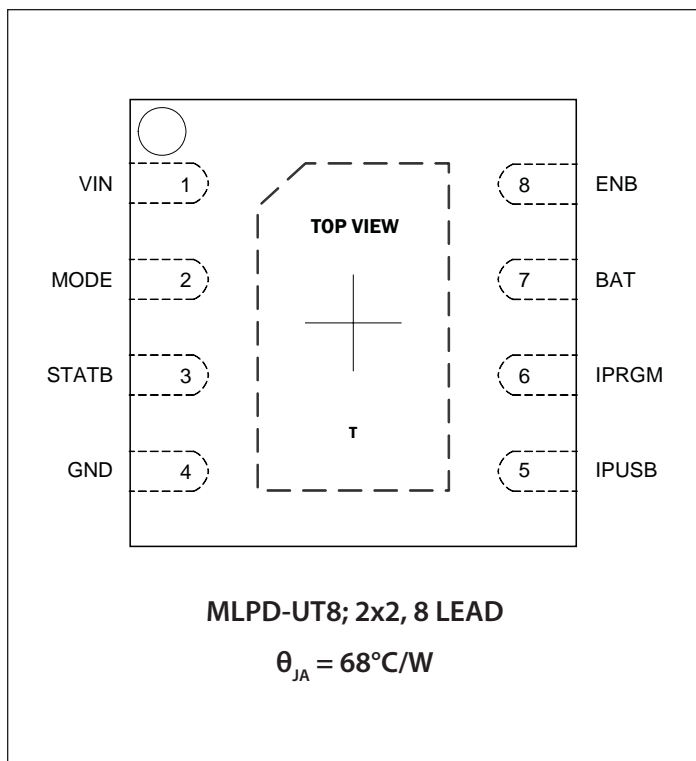 VIN 1 8 ENB
TOP VIEW
MODE 2 7 BAT
STATB 3 6 IPRGM
T
GND 4 5 IPUSB
MLPD-UT8; 2x2, 8 LEAD
θJA = 68°C/W